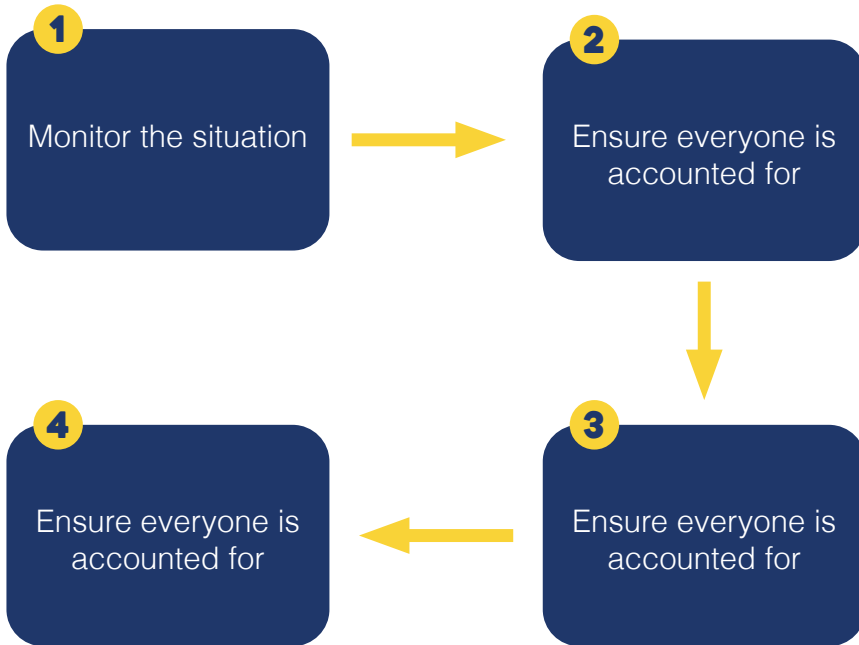 1
Monitor the situation
2
Ensure everyone is
accounted for
3
Ensure everyone is
accounted for
4
Ensure everyone is
accounted for